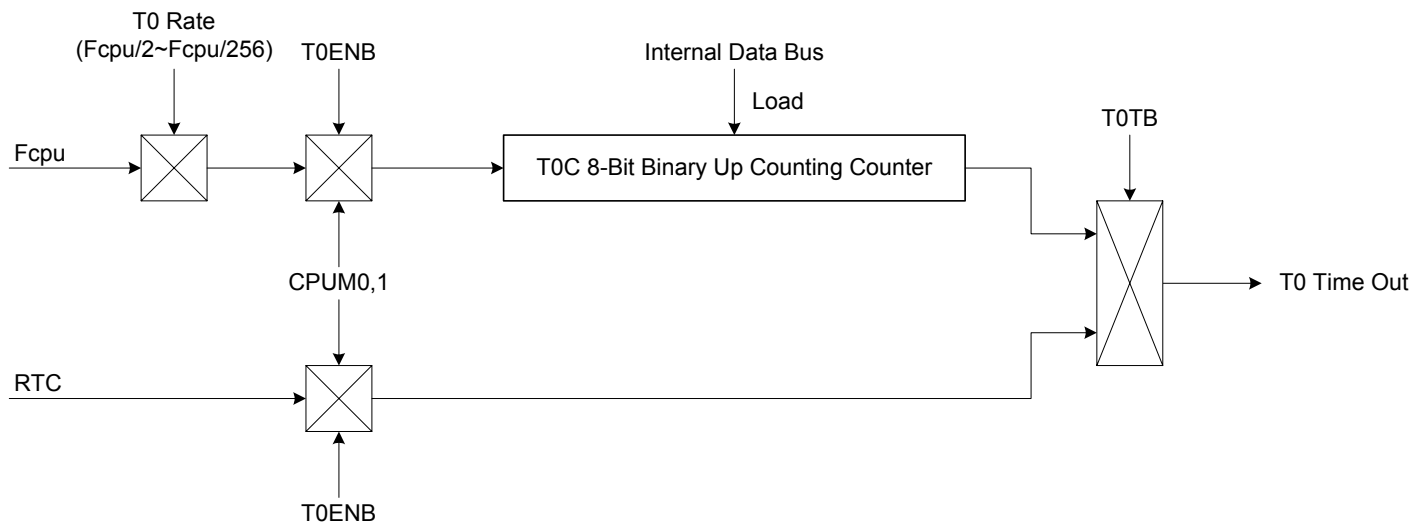 T0 Rate
(Fcpu/2~Fcpu/256)
T0ENB
Internal Data Bus
Load
T0TB
Fcpu
T0C 8-Bit Binary Up Counting Counter
CPUM0,1
T0 Time Out
RTC
T0ENB